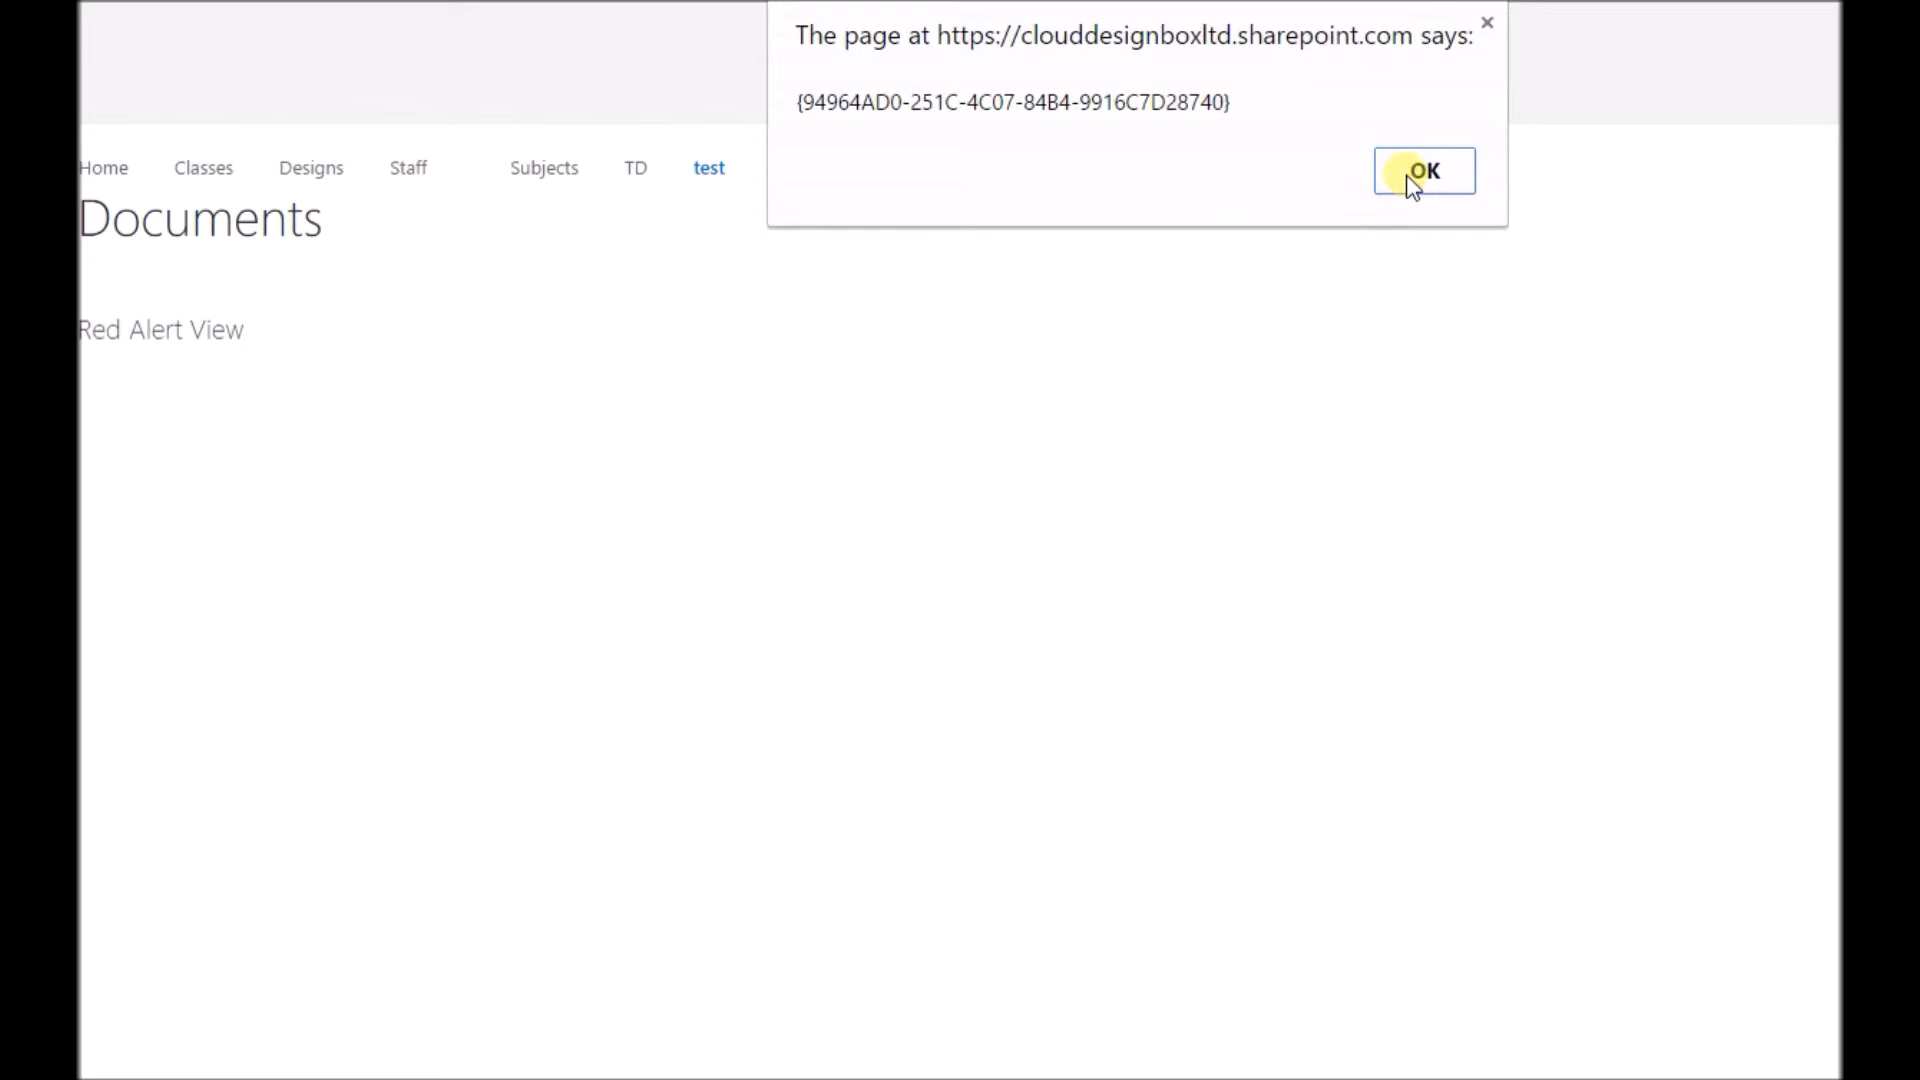 The page at https://clouddesignboxltd.sharepoint.com says:
{94964AD0-251C-4C07-84B4-9916C7D28740}
OK
Home Classes Designs Staff Subjects TD test
Documents
Red Alert View